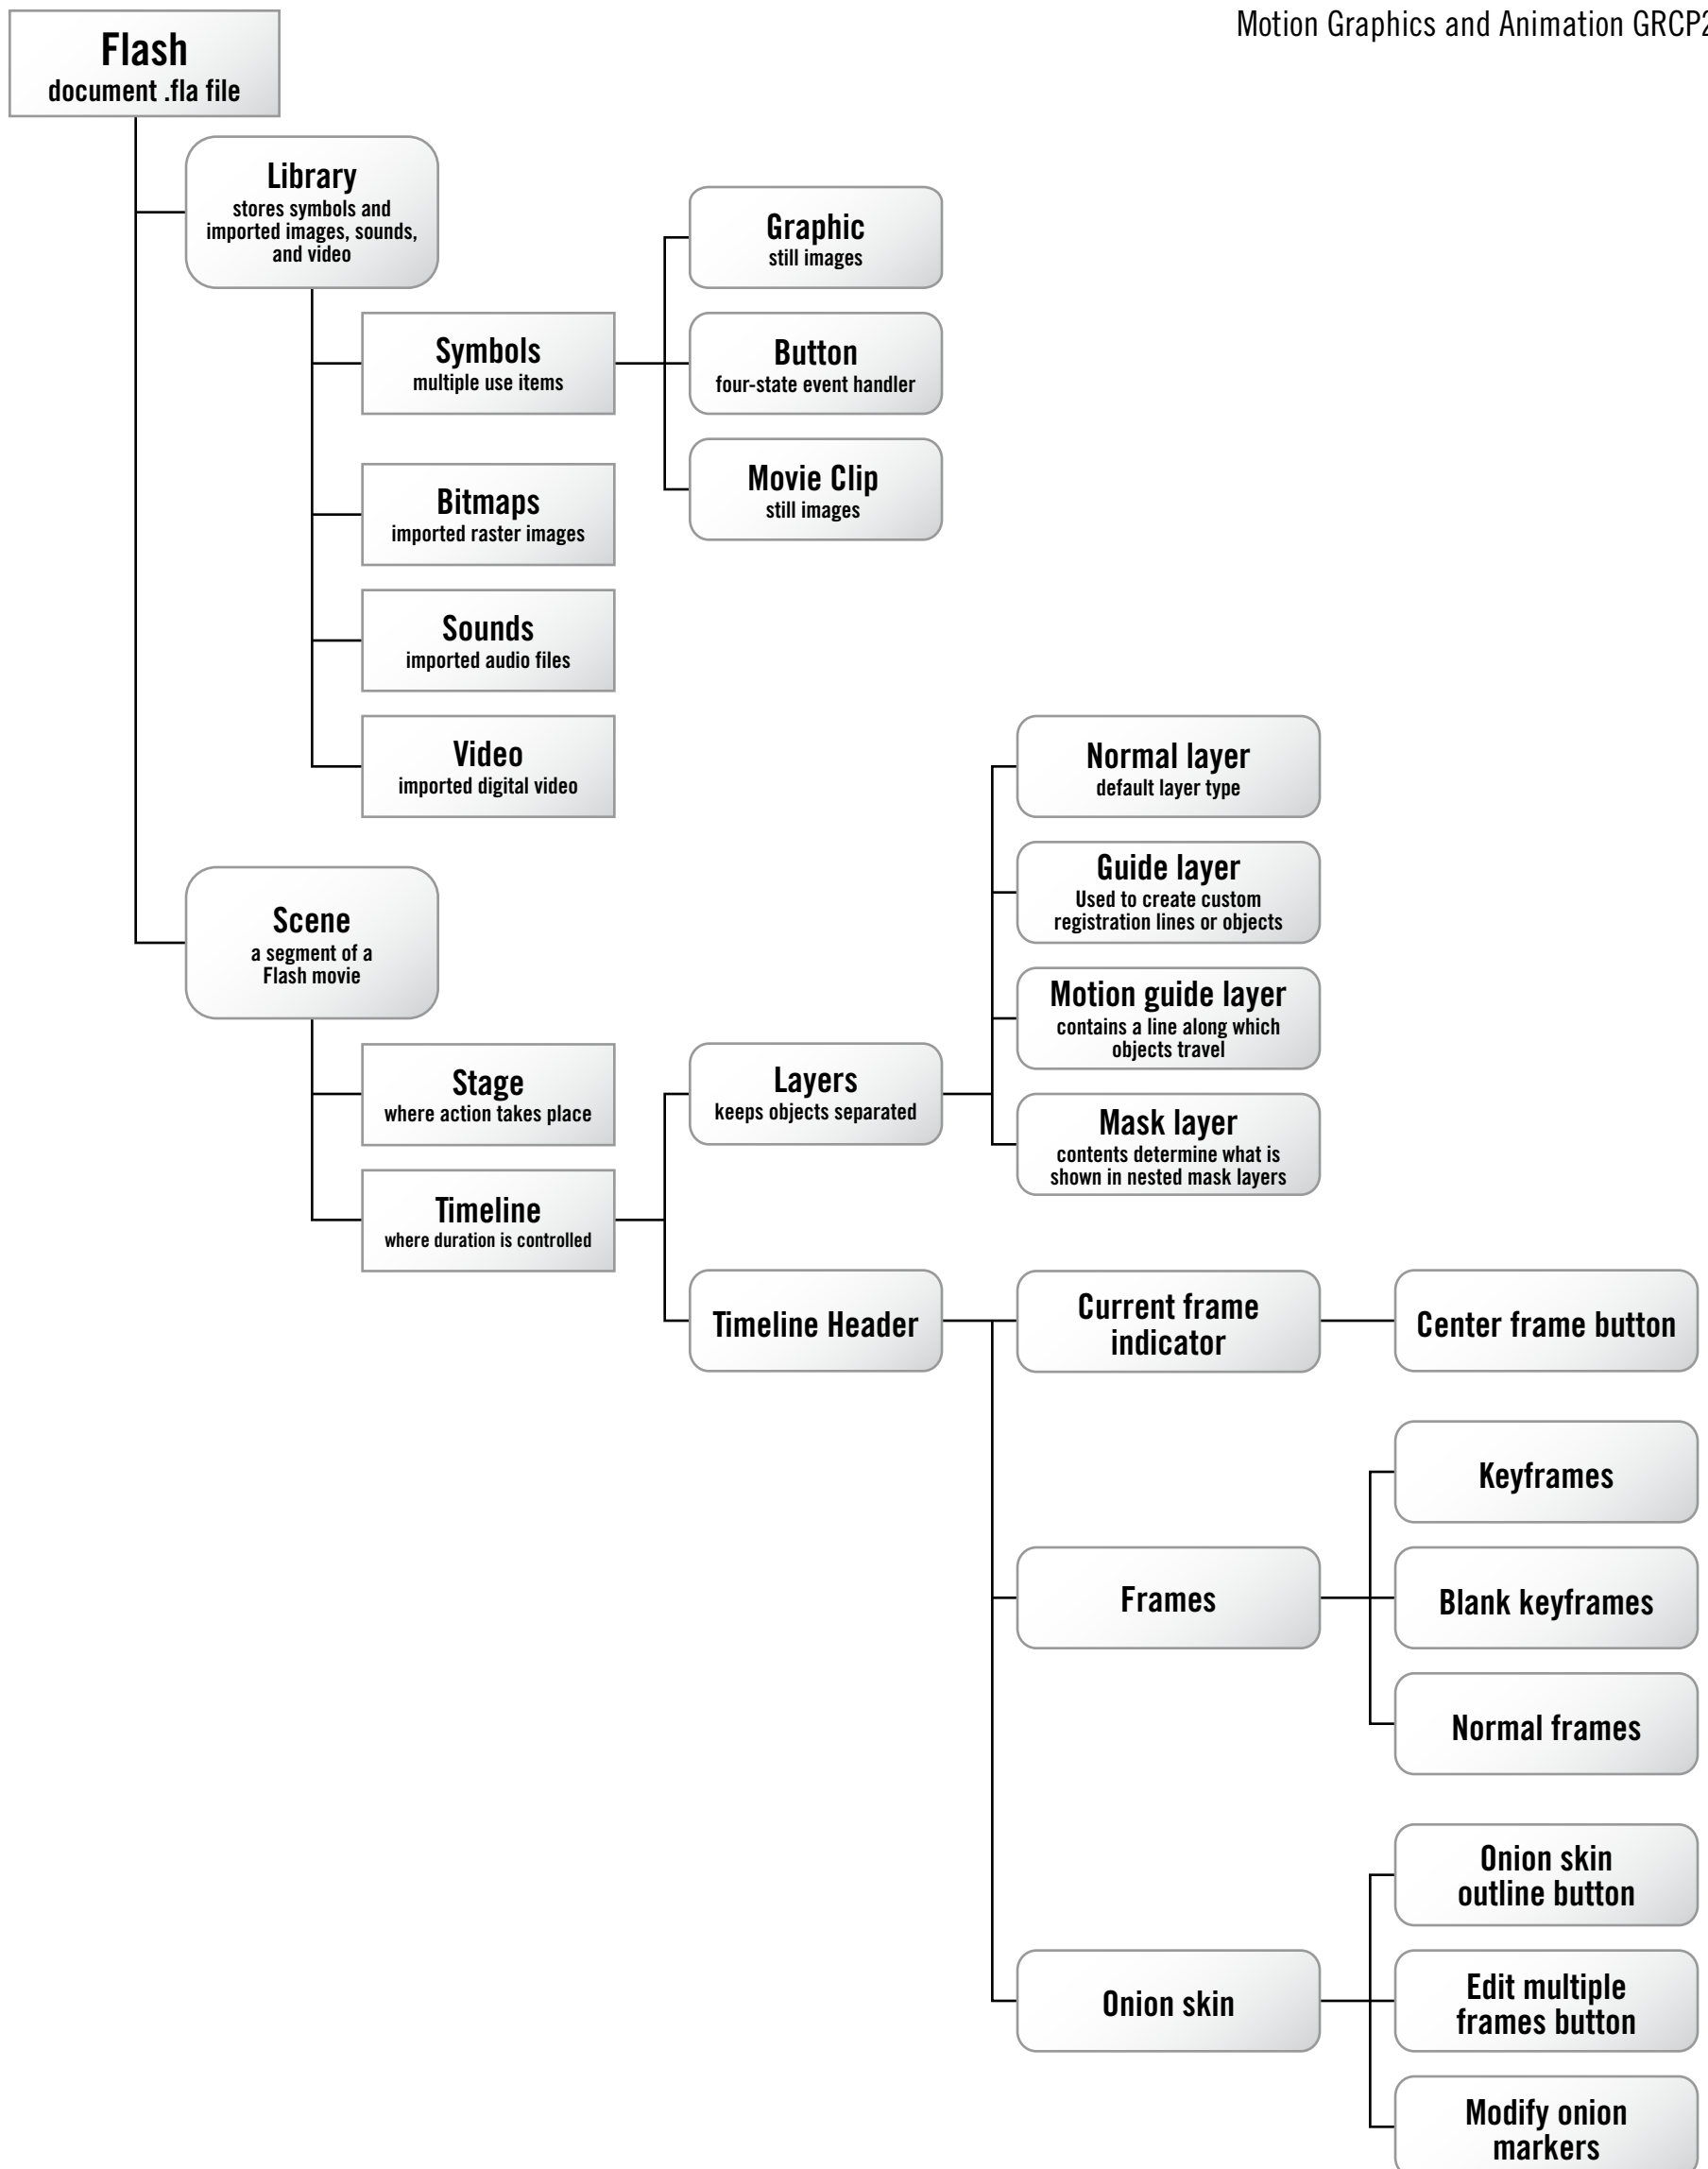 Motion Graphics and Animation GRCP2
Flash
document .fla file
Library
stores symbols and
imported images, sounds,
and video
Graphic
still images
Symbols
multiple use items
Button
four-state event handler
Movie Clip
still images
Bitmaps
imported raster images
Sounds
imported audio files
Video
imported digital video
Scene
a segment of a
Flash movie
Stage
where action takes place
Timeline
where duration is controlled
Layers
keeps objects separated
Normal layer
default layer type
Guide layer
Used to create custom
registration lines or objects
Motion guide layer
contains a line along which
objects travel
Mask layer
contents determine what is
shown in nested mask layers
Timeline Header
Current frame
indicator
Center frame button
Frames
Keyframes
Blank keyframes
Normal frames
Onion skin
Onion skin
outline button
Edit multiple
frames button
Modify onion
markers